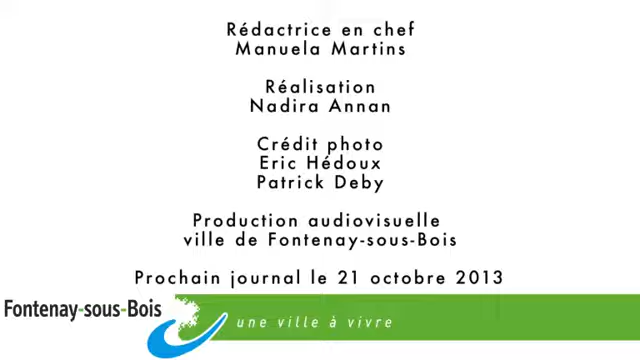 Rédactrice en chef
Manuela Martins
Réalisation
Nadira Annan
Crédit photo
Eric Hédoux
Patrick Deby
Production audiovisuelle
ville de Fontenay-sous-Bois
Prochain journal le 21 octobre 2013
Fontenay-sous-Bois
une ville à vivre